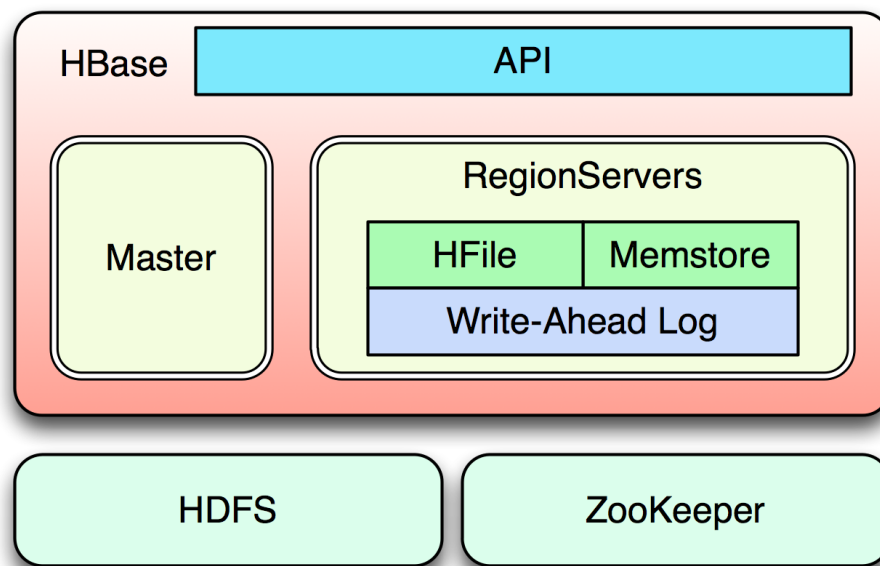 HBase
API
Master
RegionServers
HFile
Memstore
Write-Ahead Log
HDFS
ZooKeeper